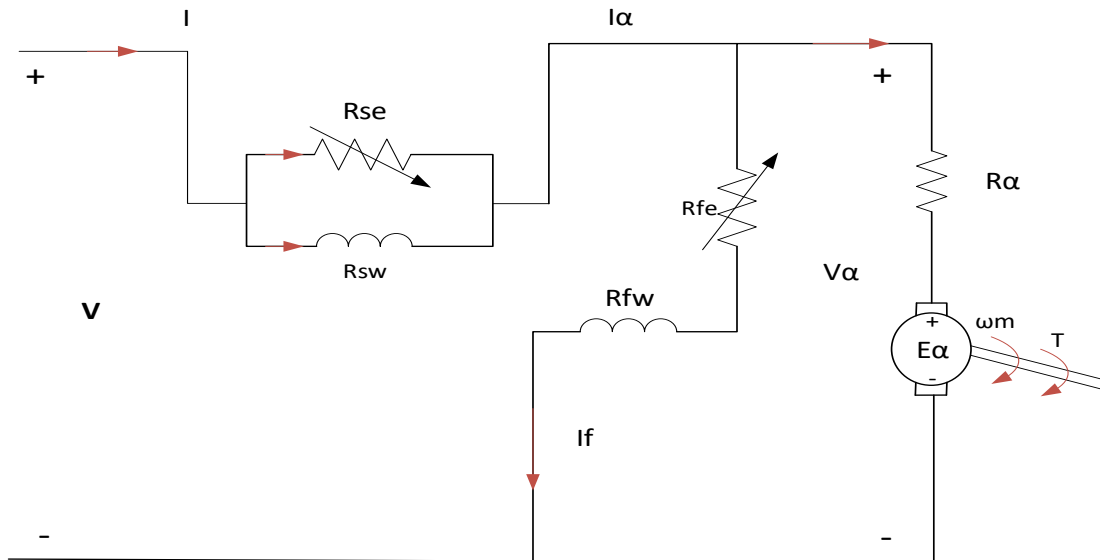 I
Iα
+
+
Rse
Rα
Rfe
Rsw
Vα
Rfw
V
+
ωm
T
Eα
-
If
-
-